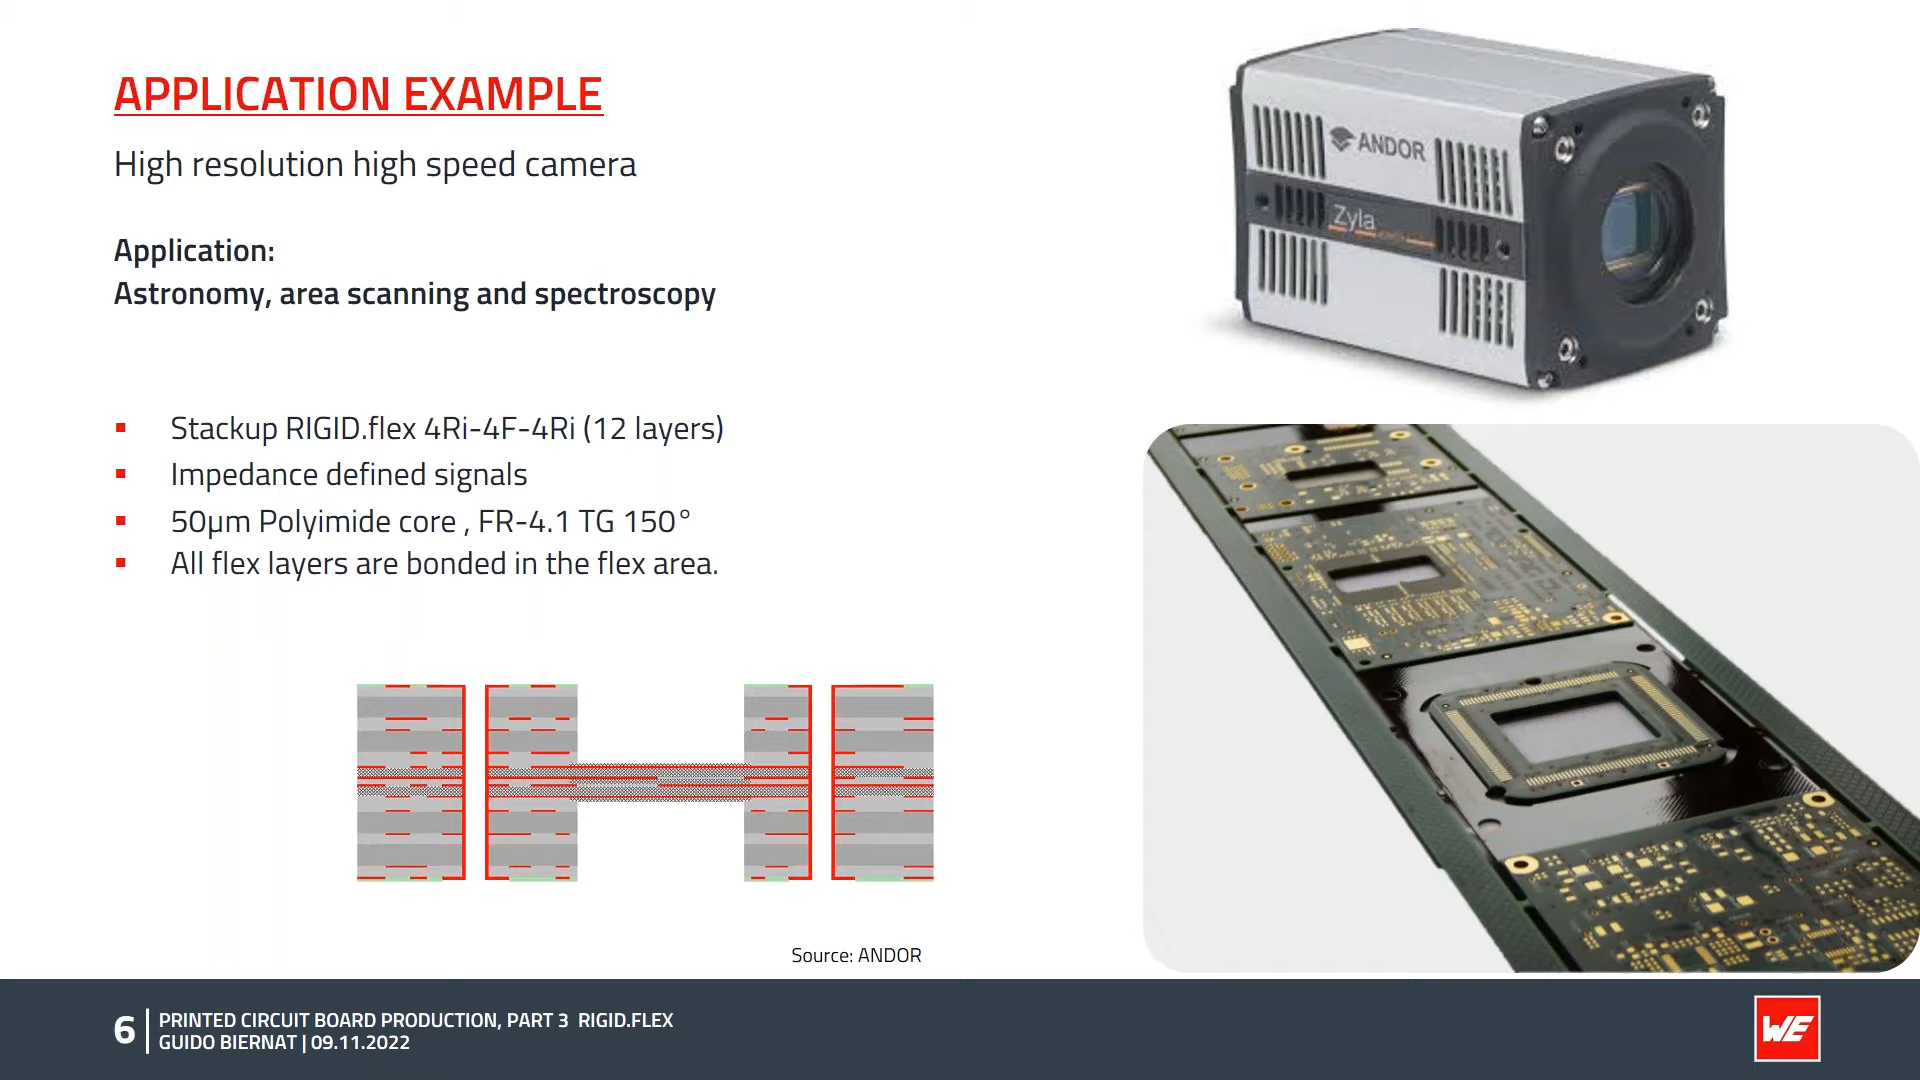 APPLICATION EXAMPLE
High resolution high speed camera
Application:
Astronomy, area scanning and spectroscopy
▪ Stackup RIGID.flex 4Ri-4F-4Ri (12 layers)
▪ Impedance defined signals
▪ 50µm Polyimide core , FR-4.1 TG 150°
▪ All flex layers are bonded in the flex area.
Source: ANDOR
ANDOR
Zyla
6
PRINTED CIRCUIT BOARD PRODUCTION, PART 3 RIGID.FLEX
GUIDO BIERNAT | 09.11.2022
WE